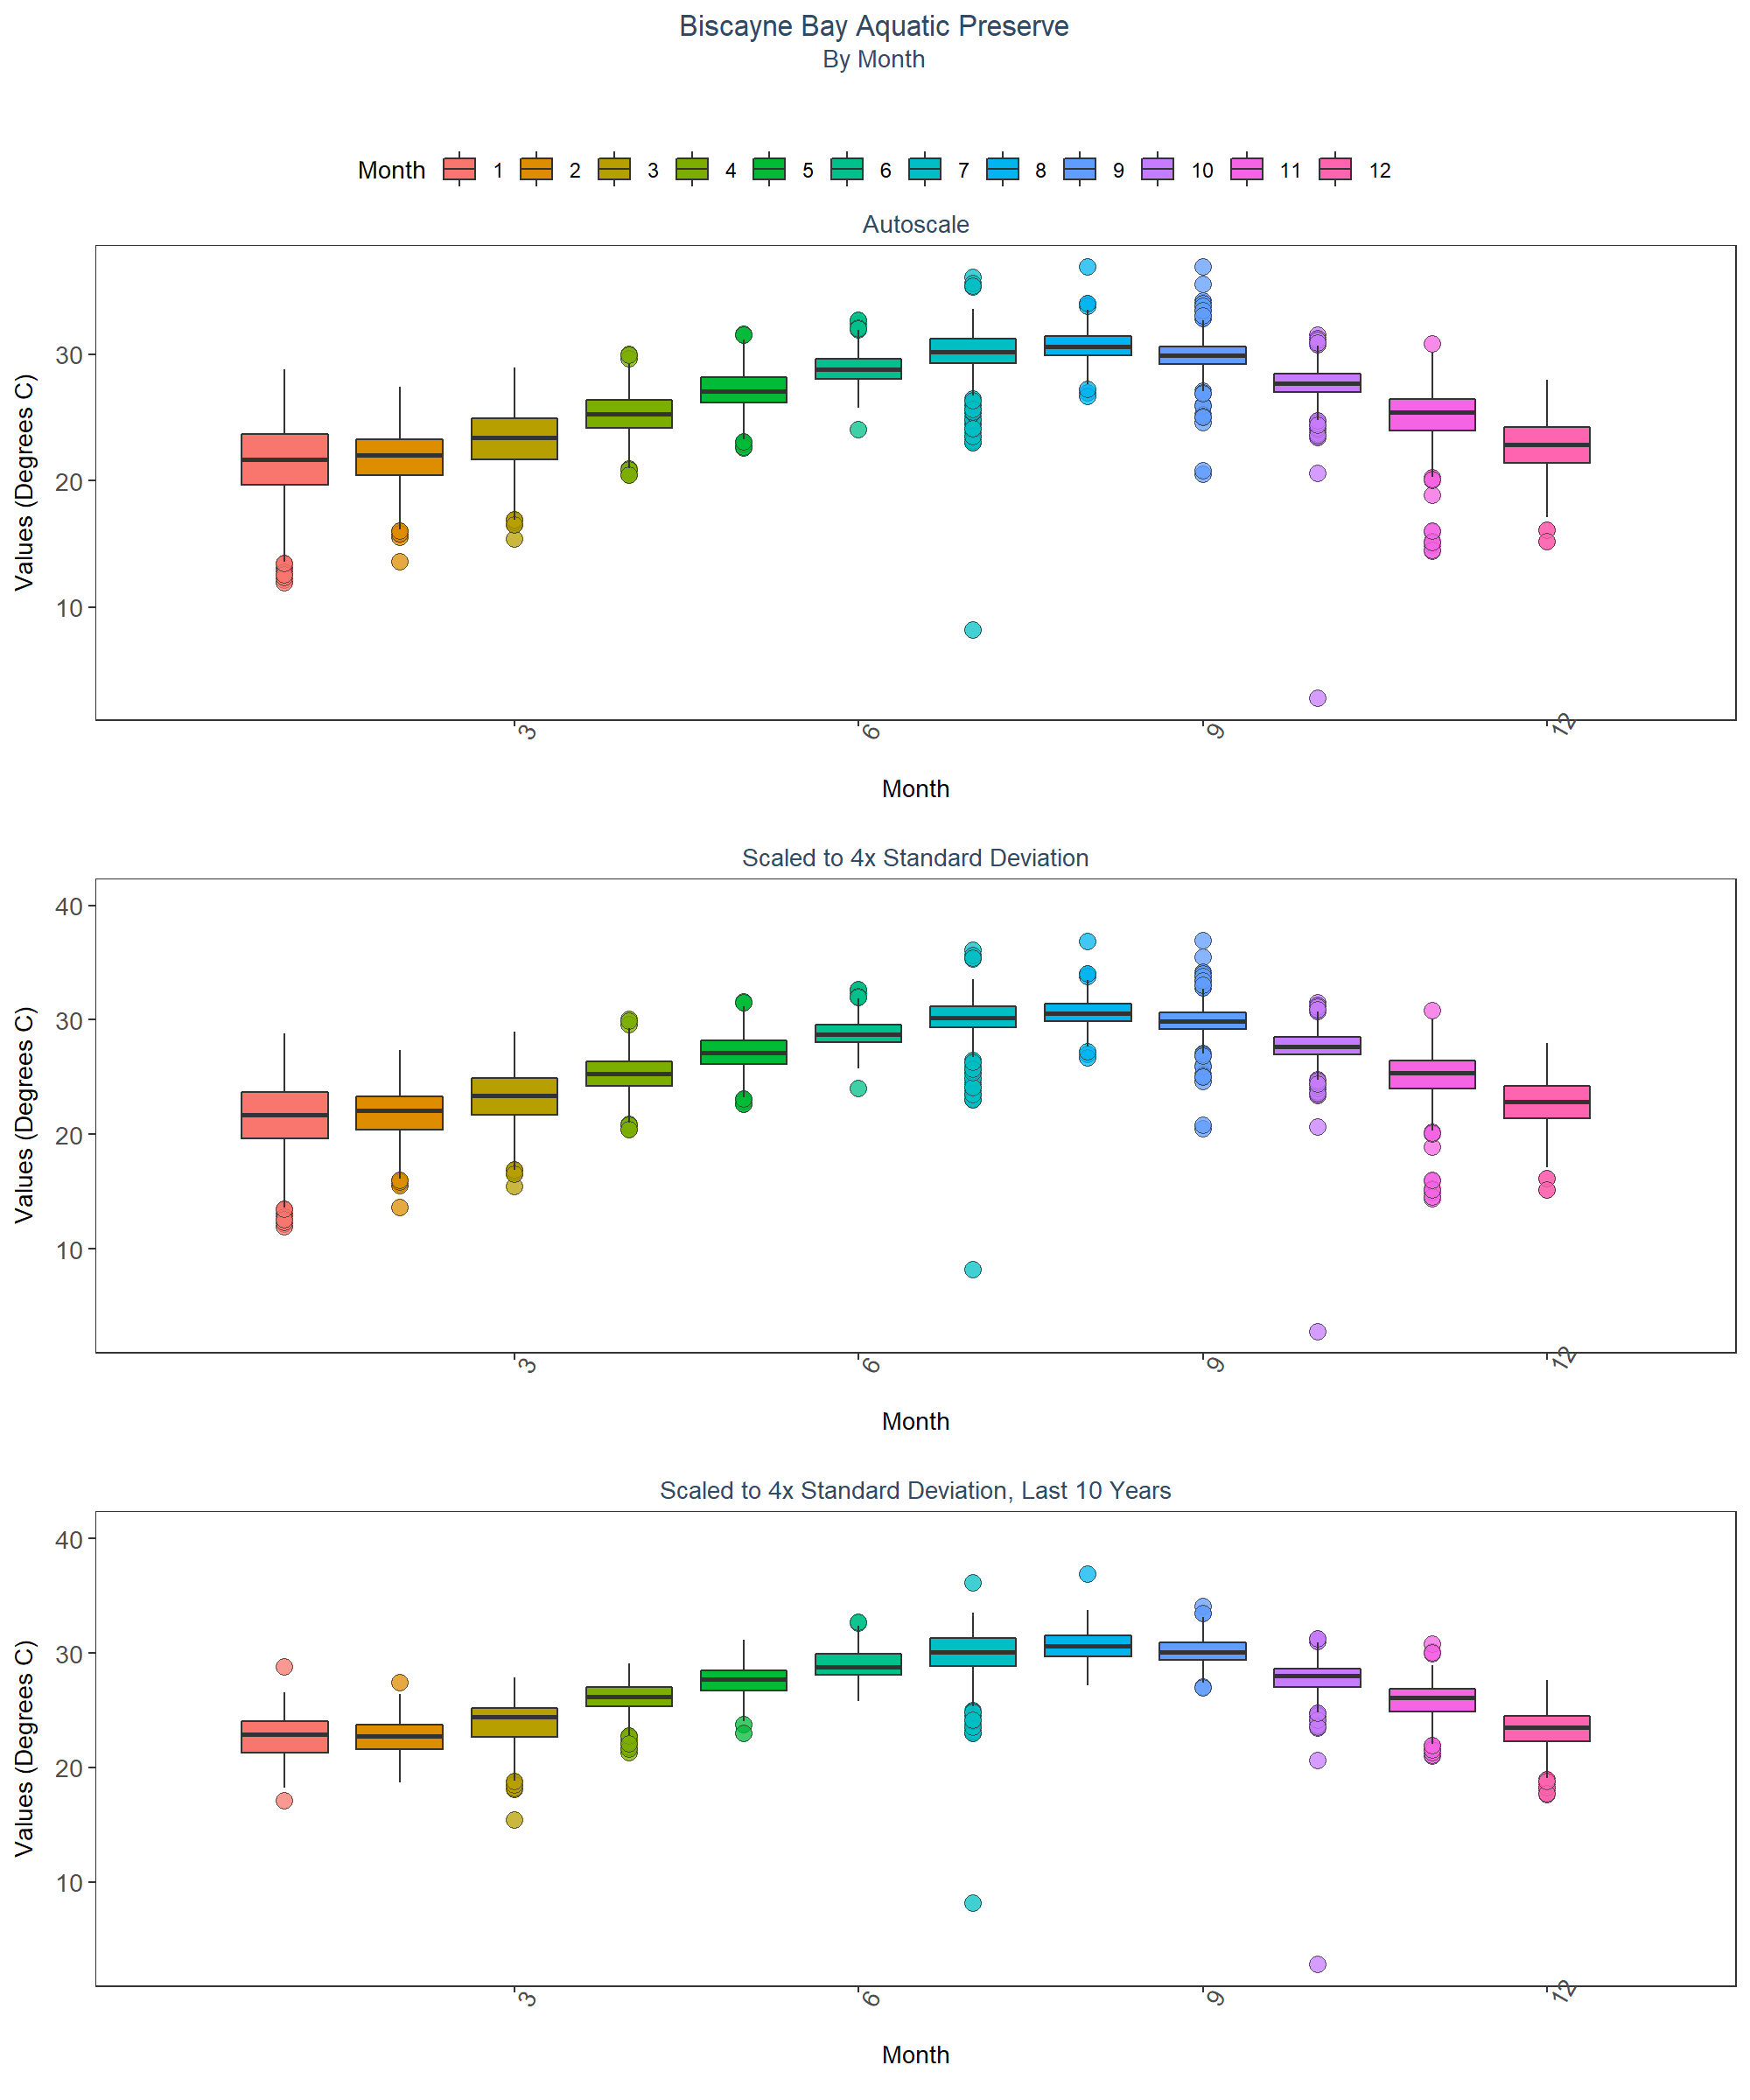 Biscayne Bay Aquatic Preserve
By Month
Month 1 2 3 4 5 6 7 8 9 10 11 12
Autoscale
Values (Degrees C)
30
20
10
3 6 9 12
Month
Scaled to 4x Standard Deviation
Values (Degrees C)
40
30
20
10
3 6 9 12
Month
Scaled to 4x Standard Deviation, Last 10 Years
Values (Degrees C)
40
30
20
10
3 6 9 12
Month